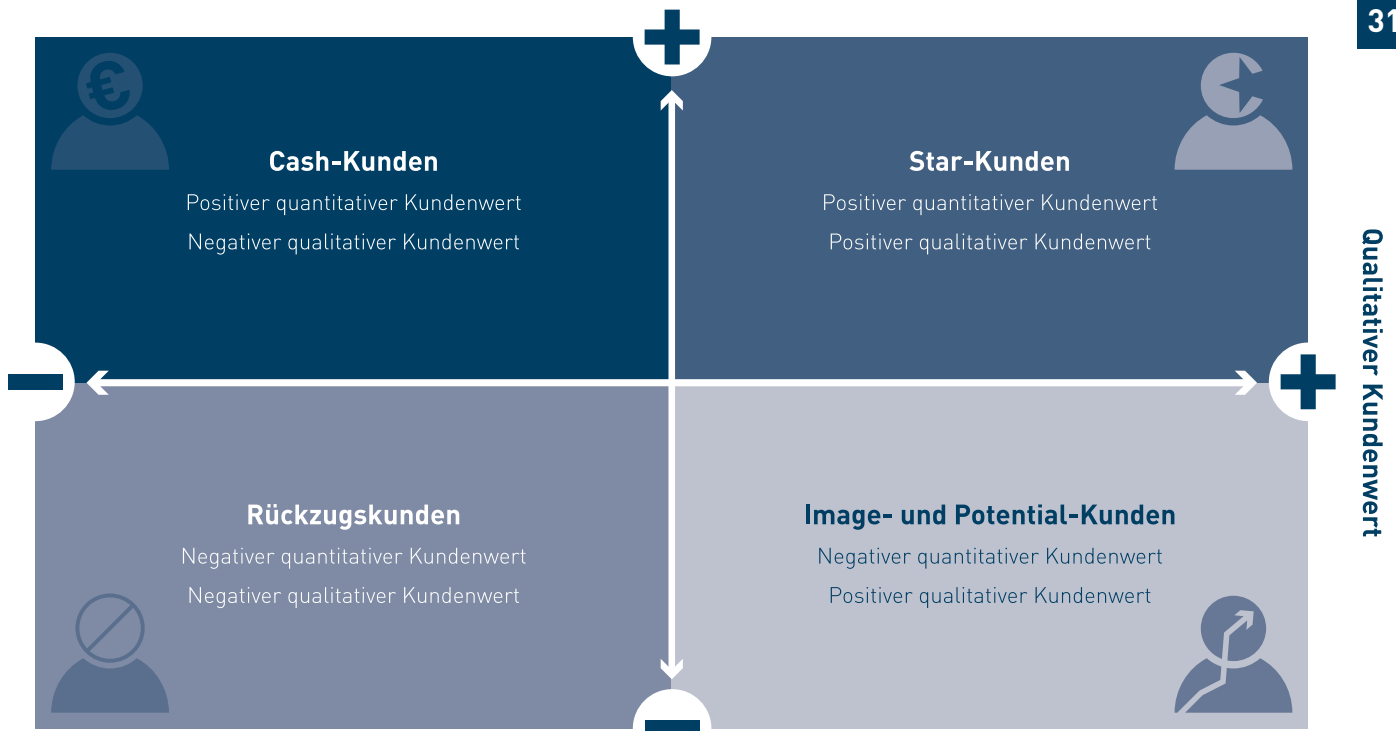 31
Cash-Kunden
Positiver quantitativer Kundenwert
Negativer qualitativer Kundenwert
Star-Kunden
Positiver quantitativer Kundenwert
Positiver qualitativer Kundenwert
Qualitativer Kundenwert
Rückzugskunden
Negativer quantitativer Kundenwert
Negativer qualitativer Kundenwert
Image- und Potential-Kunden
Negativer quantitativer Kundenwert
Positiver qualitativer Kundenwert